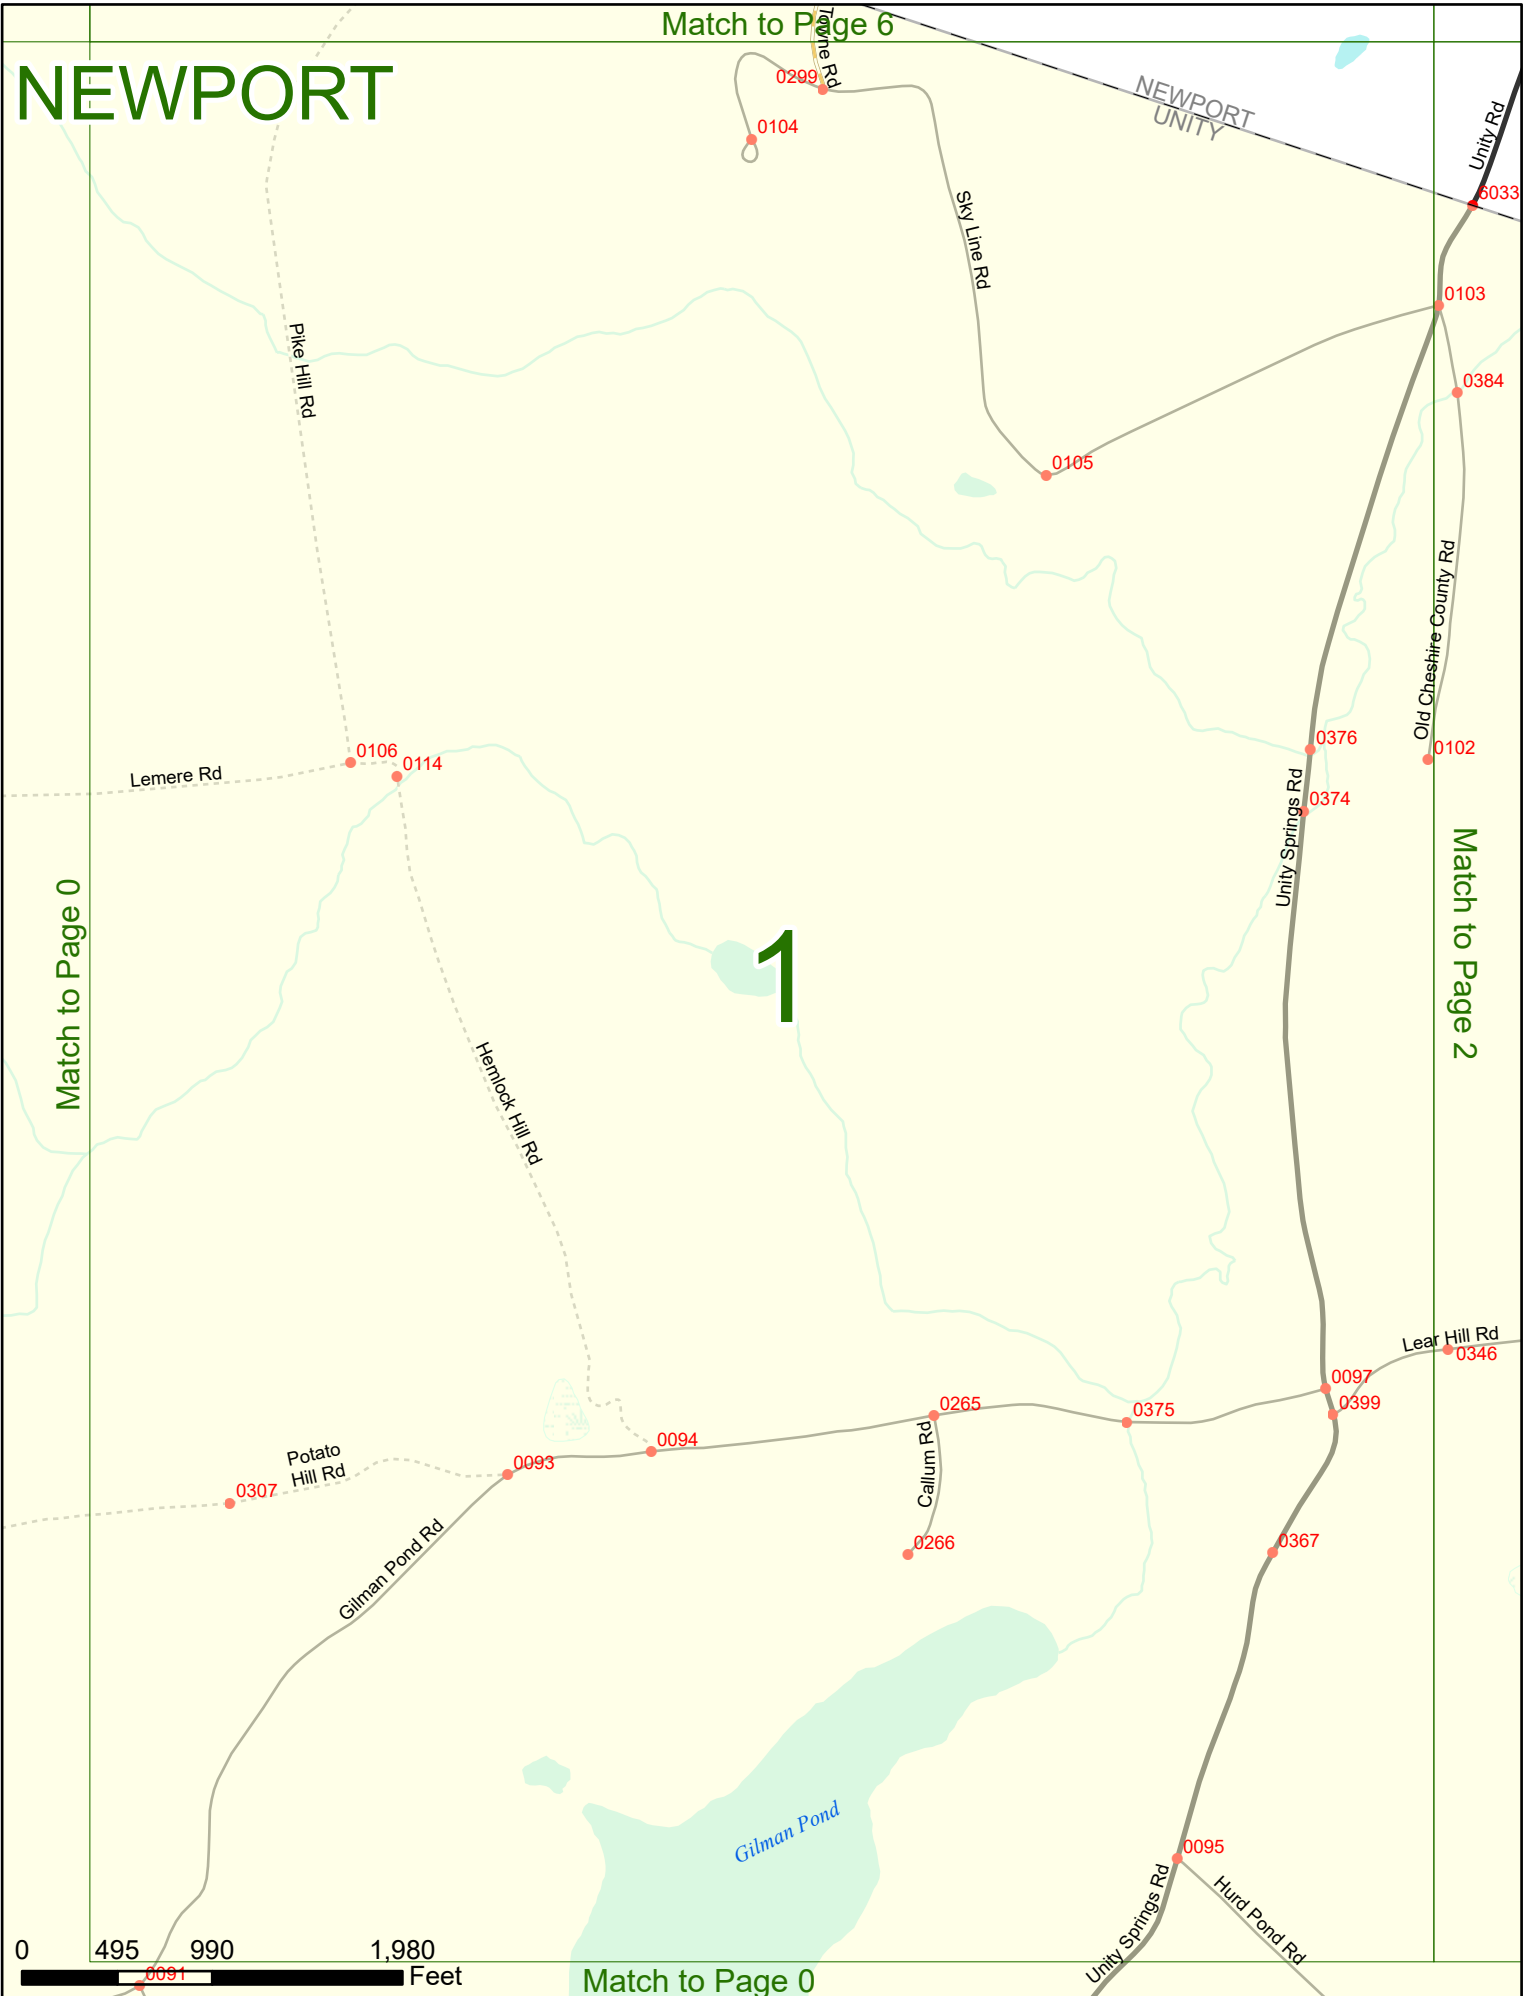 Match to Page 6
NEWPORT
Towne Rd
0299
0104
NEWPORT
UNITY
Unity Rd
6033
Sky Line Rd
0103
Pike Hill Rd
0384
0105
Old Cheshire County Rd
0106
0114
Lemere Rd
0376
0102
0374
Unity Springs Rd
Match to Page 0
1
Match to Page 2
Hemlock Hill Rd
Lear Hill Rd
0346
0097
0399
0265
0375
Callum Rd
0094
0093
Potato
Hill Rd
0307
Gilman Pond Rd
0266
0367
Gilman Pond
0095
Unity Springs Rd
Hurd Pond Rd
0 495 990 1,980
Feet
0091
Match to Page 0